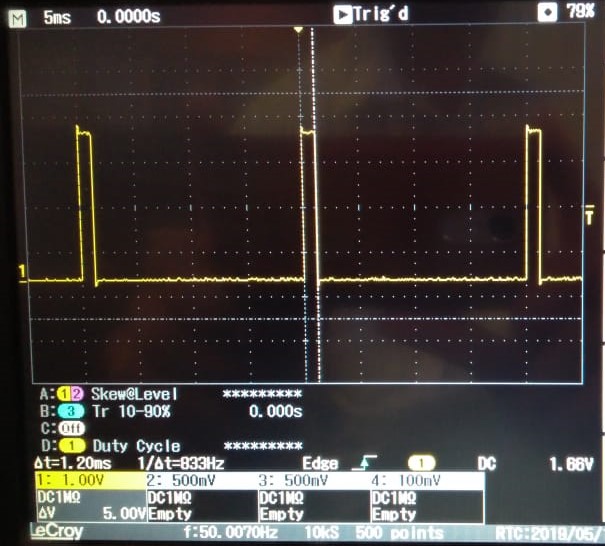 M 5ms 0.0000s Trig'd 79%
T
1
A: 1 2 Skew@Level *********
B: 3 Tr 10-90% 0.000s
C: Off
D: 1 Duty Cycle *********
Δt=1.20ms 1/Δt=833Hz Edge 1 DC 1.66V
1: 1.00V 2: 500mV 3: 500mV 4: 100mV
DC1MΩ DC1MΩ DC1MΩ DC1MΩ
ΔV 5.00V Empty Empty Empty
LeCroy f:50.0070Hz 10kS 500 points RTC:2018/05/